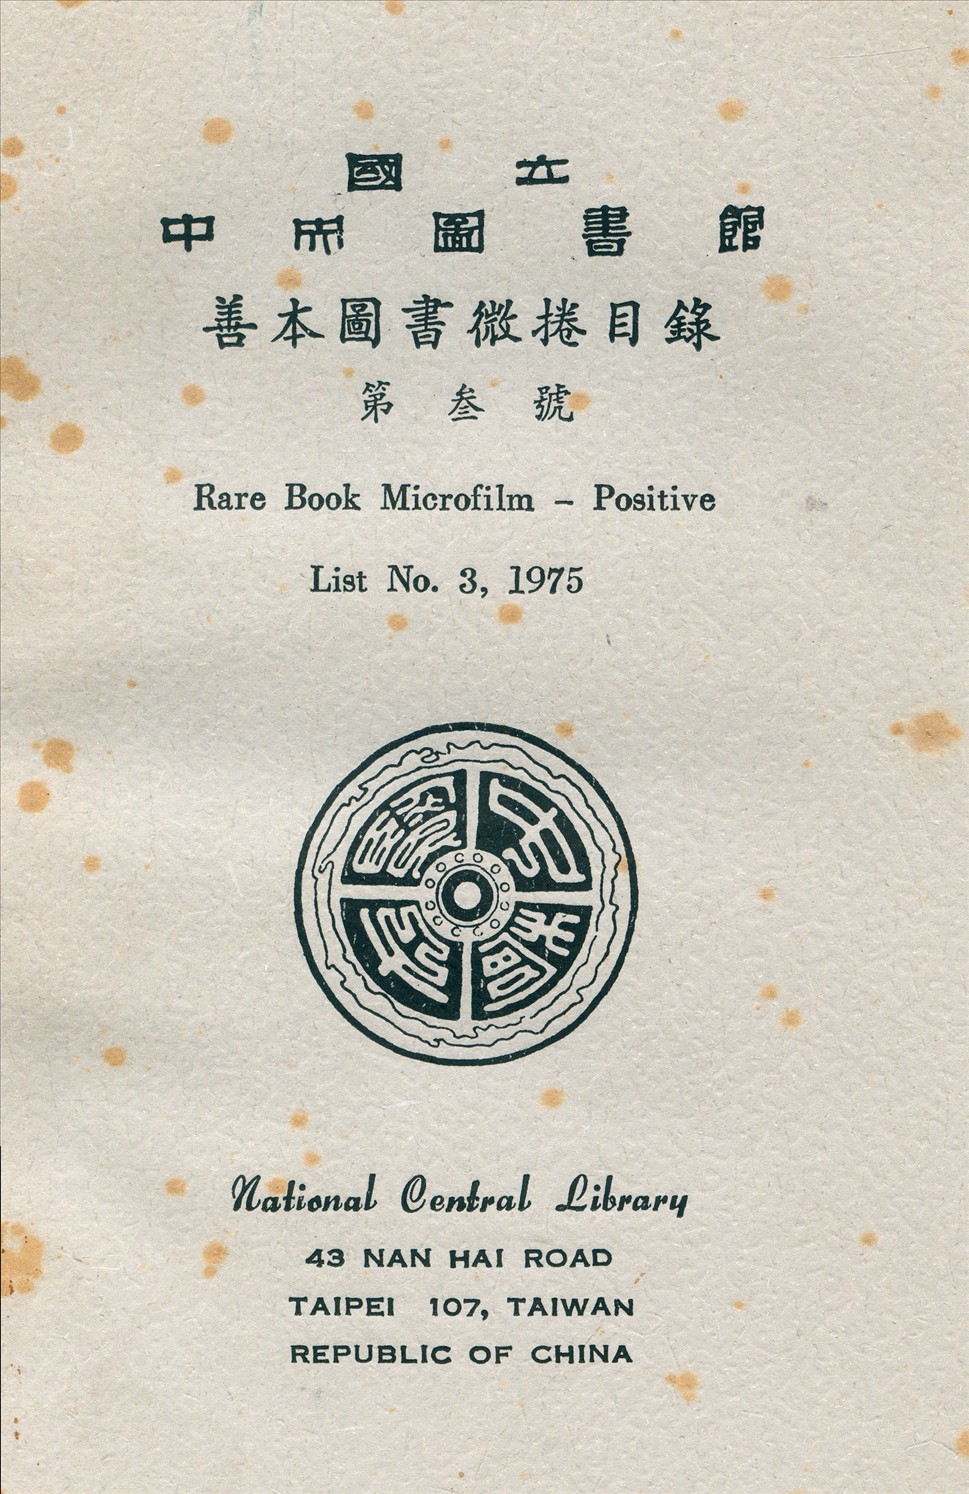 國立
中央圖書館
善本圖書微捲目錄
第叁號
Rare Book Microfilm – Positive
List No. 3, 1975
National Central Library
43 NAN HAI ROAD
TAIPEI 107, TAIWAN
REPUBLIC OF CHINA